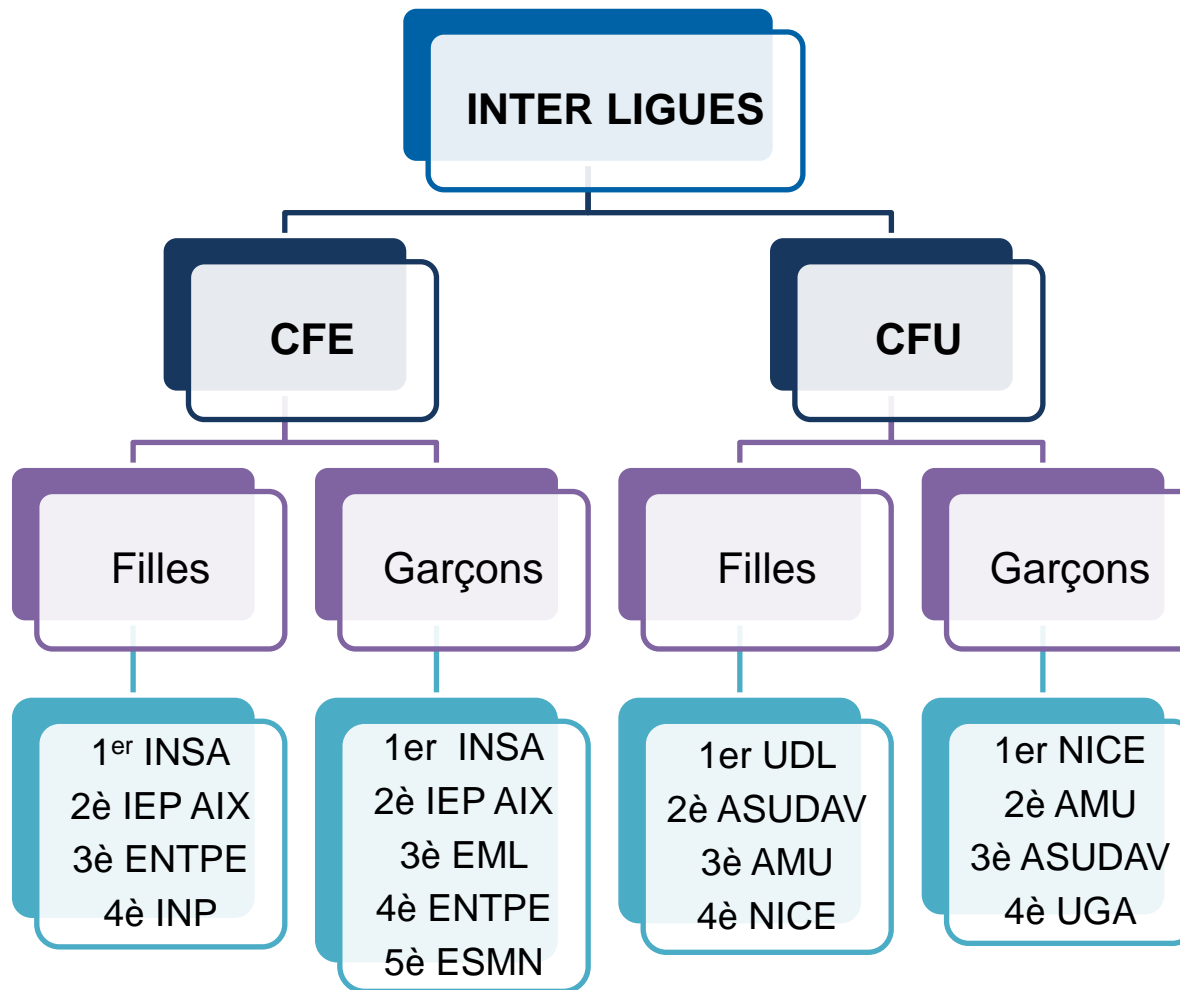 INTER LIGUES
CFE
CFU
Filles
Garçons
Filles
Garçons
1er INSA
2è IEP AIX
3è ENTPE
4è INP
1er INSA
2è IEP AIX
3è EML
4è ENTPE
5è ESMN
1er UDL
2è ASUDAV
3è AMU
4è NICE
1er NICE
2è AMU
3è ASUDAV
4è UGA